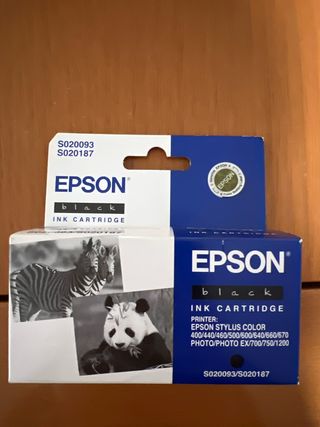 S020093
S020187
EPSON
black
INK CARTRIDGE
EPSON
black
INK CARTRIDGE
PRINTER:
EPSON STYLUS COLOR
400/440/460/500/600/640/660/670
PHOTO/PHOTO EX/700/750/1200
S020093/S020187